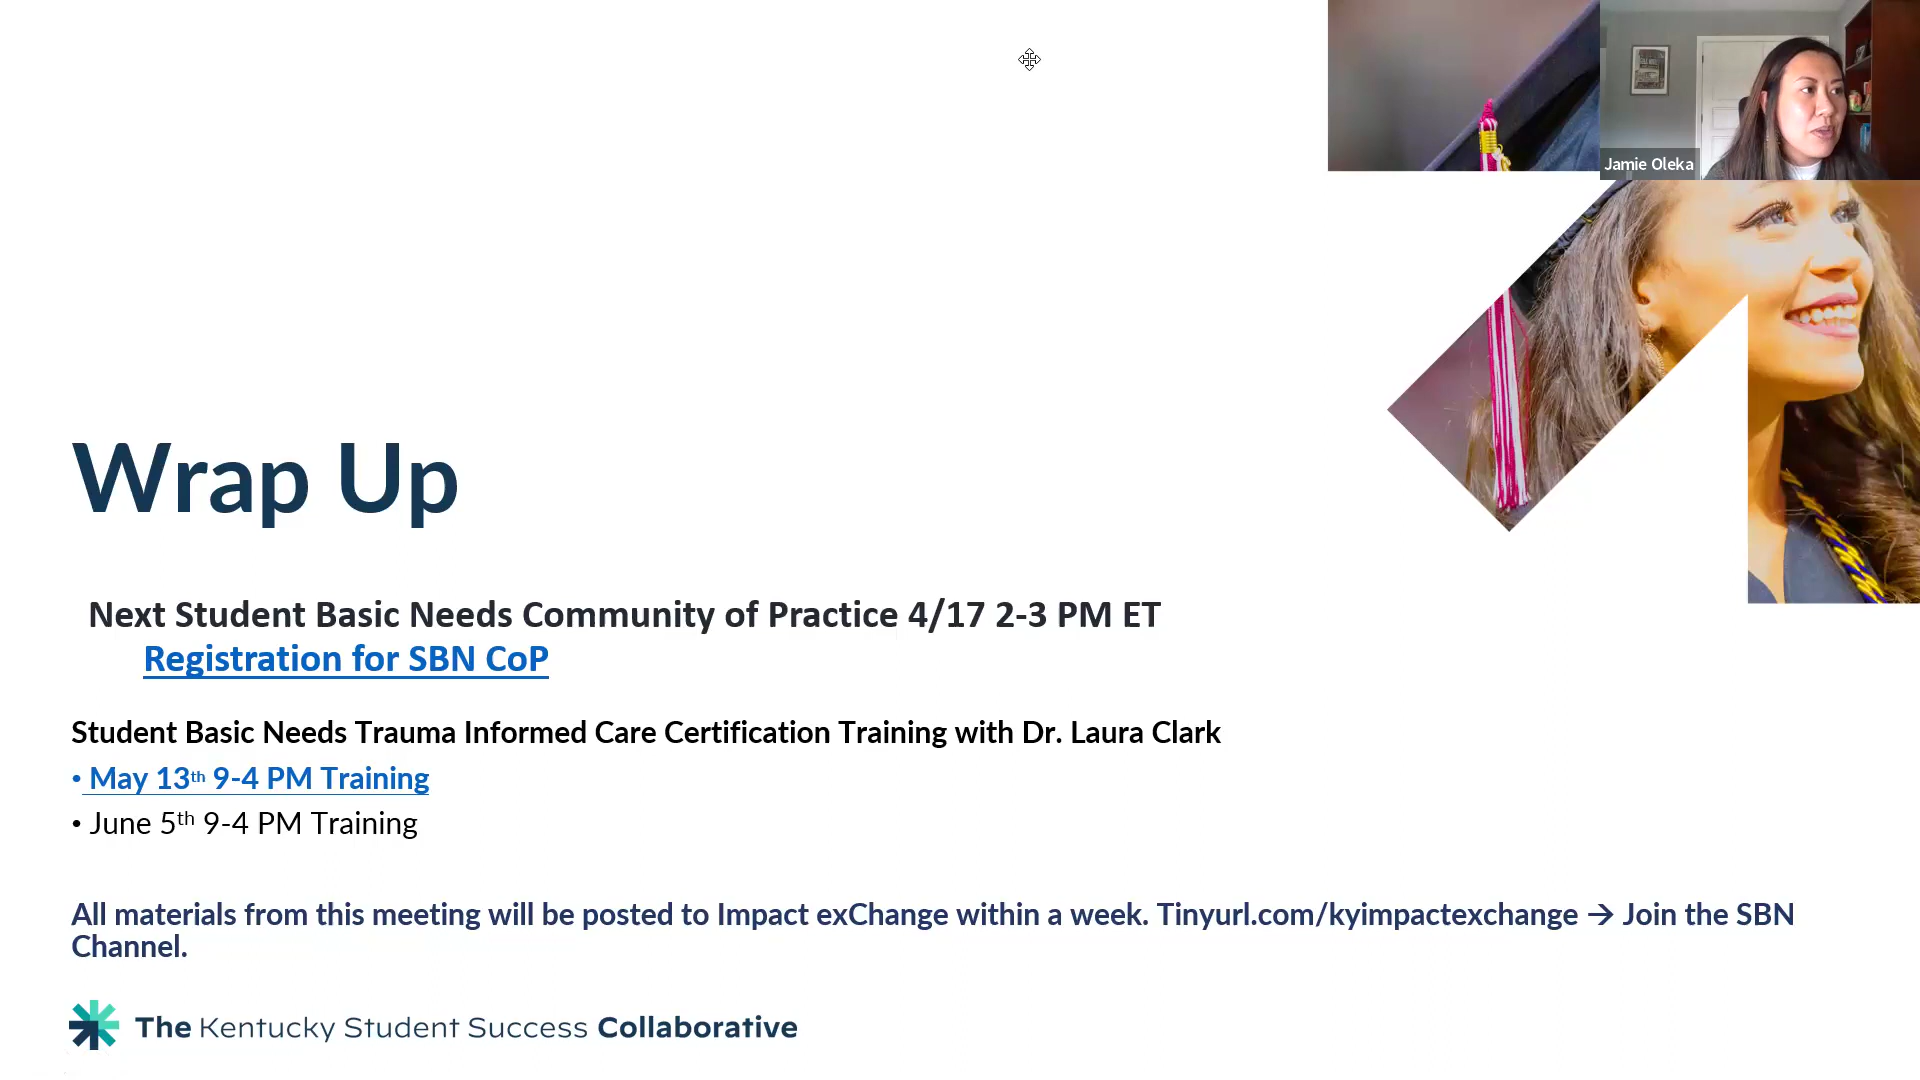 Jamie Oleka
Wrap Up
Next Student Basic Needs Community of Practice 4/17 2-3 PM ET
Registration for SBN CoP
Student Basic Needs Trauma Informed Care Certification Training with Dr. Laura Clark
• May 13th 9-4 PM Training
• June 5th 9-4 PM Training
All materials from this meeting will be posted to Impact exChange within a week. Tinyurl.com/kyimpactexchange → Join the SBN
Channel.
The Kentucky Student Success Collaborative